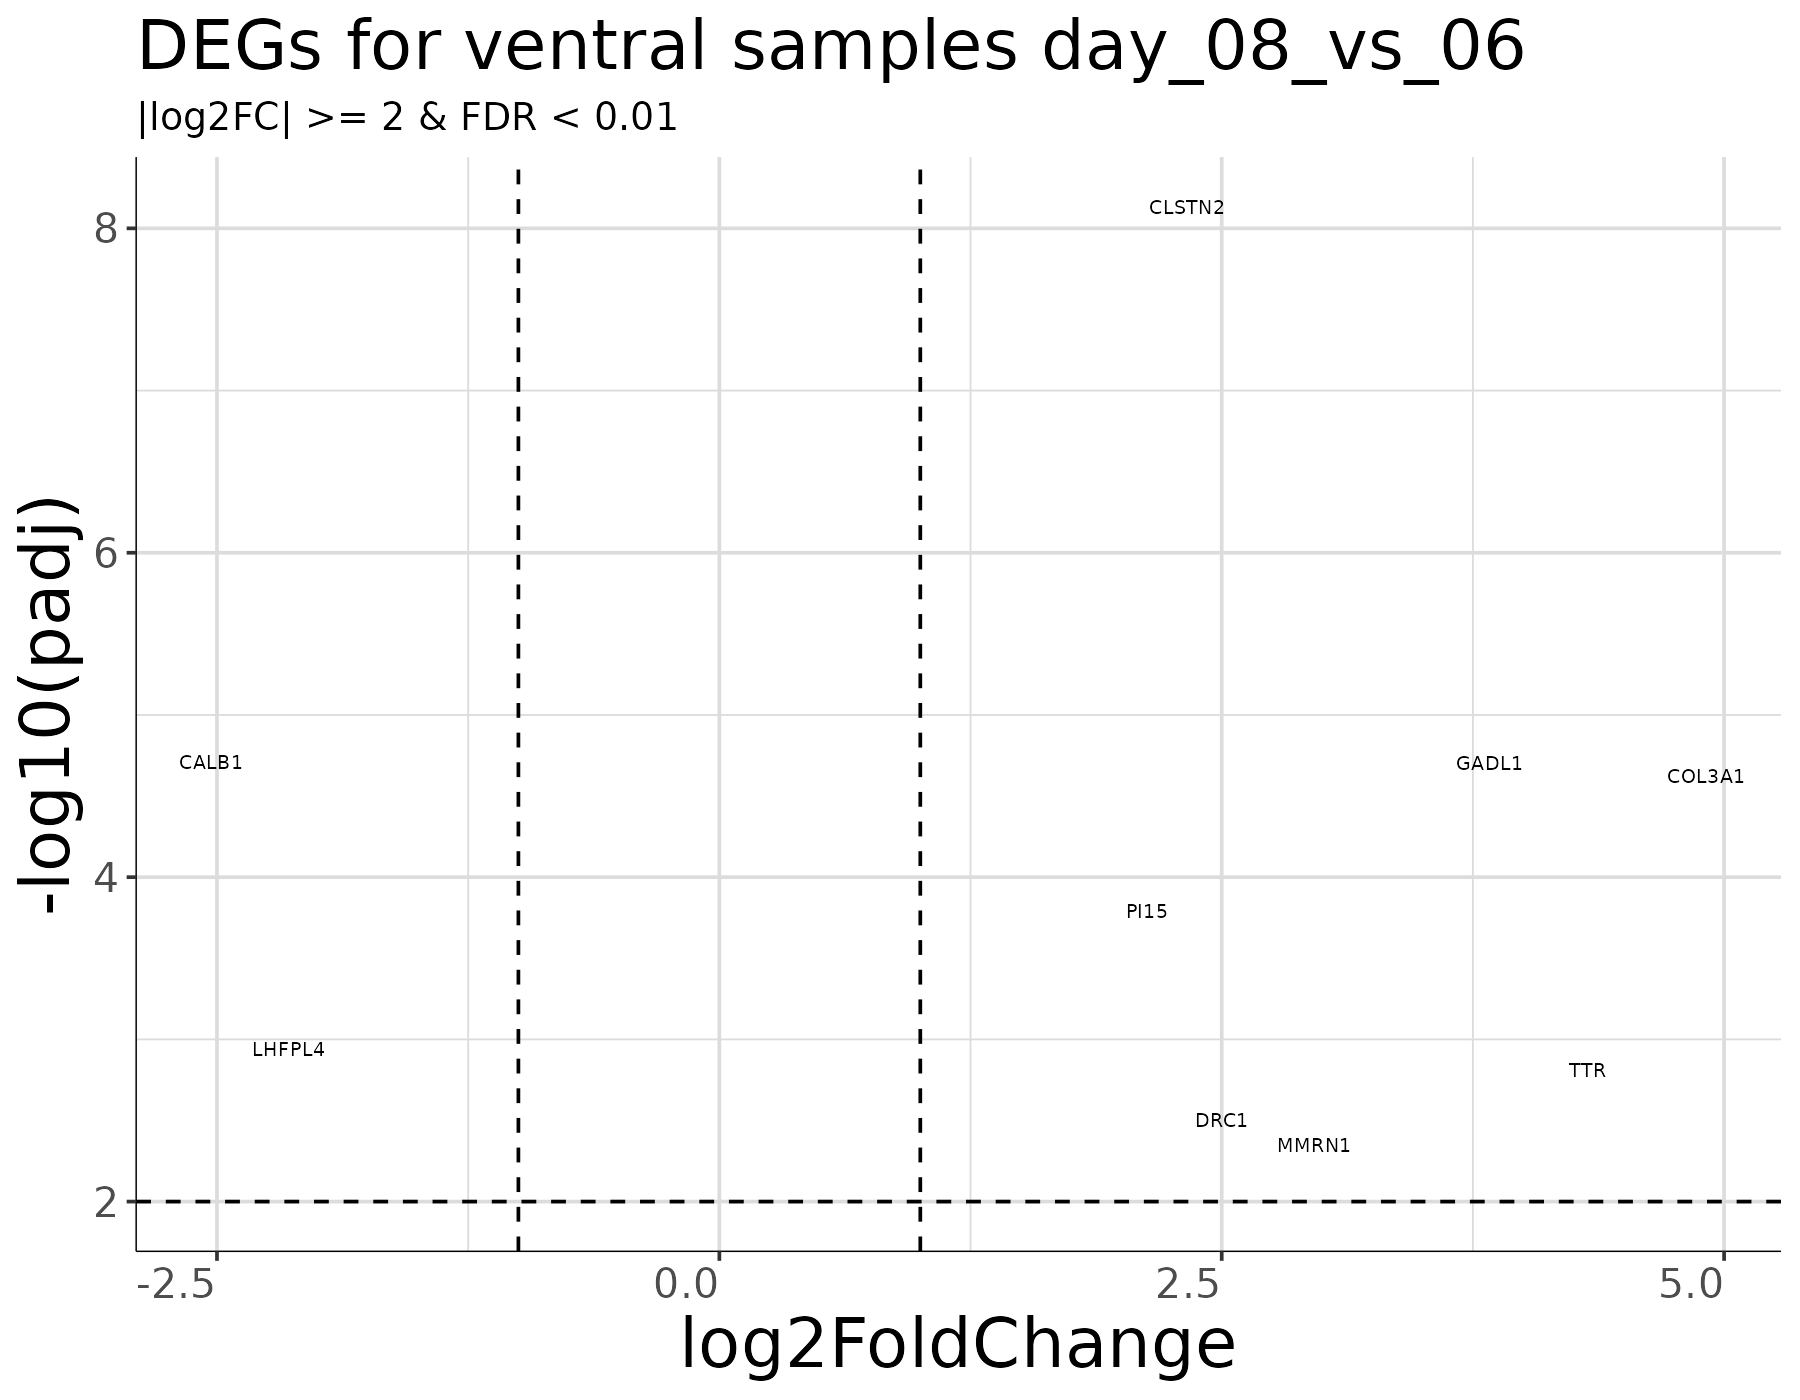 DEGs for ventral samples day_08_vs_06
|log2FC| >= 2 & FDR < 0.01
CLSTN2
8
6
-log10(padj)
CALB1
GADL1
COL3A1
4
PI15
LHFPL4
TTR
DRC1
MMRN1
2
-2.5 0.0 2.5 5.0
log2FoldChange